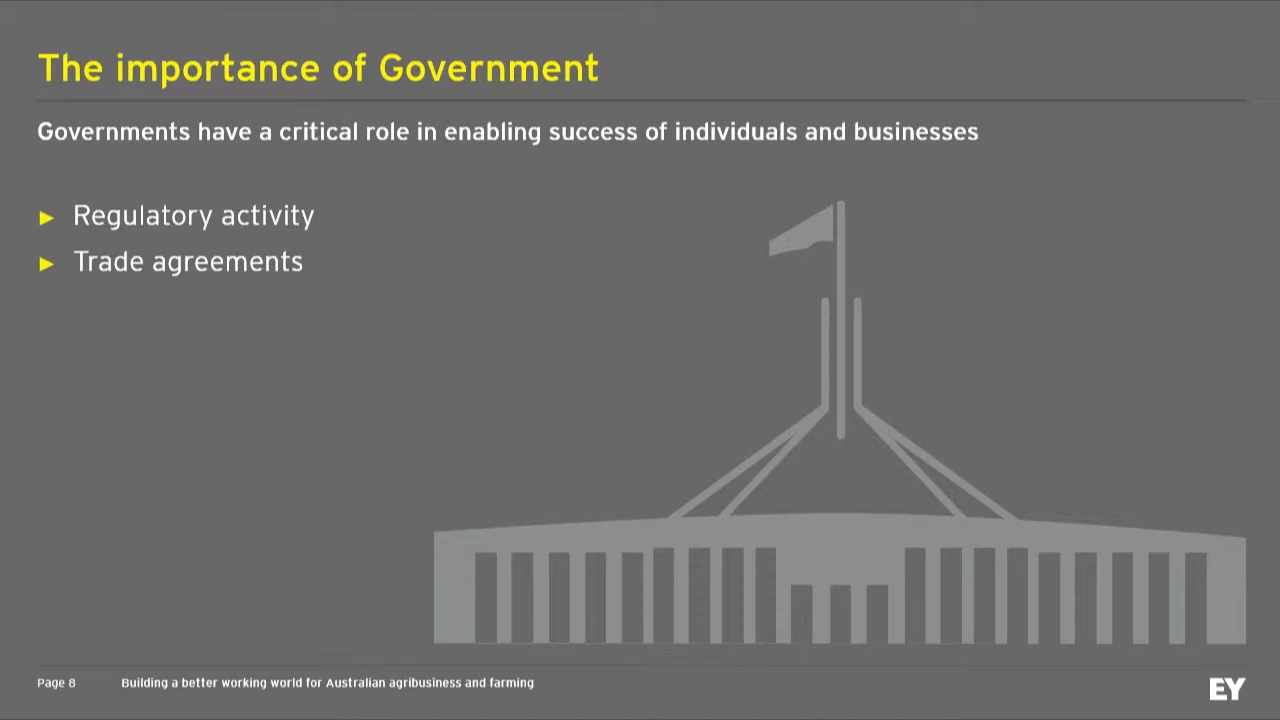 The importance of Government
Governments have a critical role in enabling success of individuals and businesses
► Regulatory activity
► Trade agreements
Page 8
Building a better working world for Australian agribusiness and farming
EY